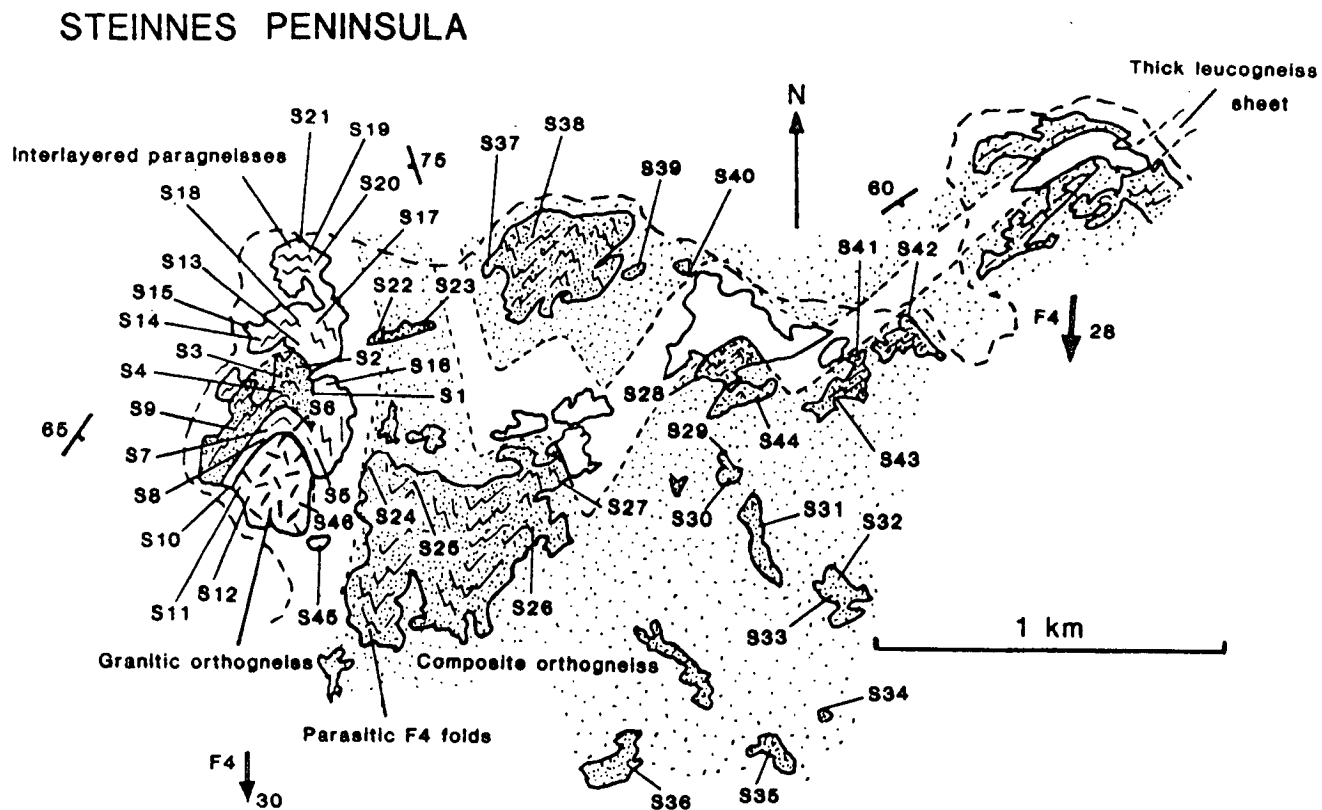 STEINNES PENINSULA
Thick leucogneiss
sheet
N
S21
S19
S37
S38
Interlayered paragneisses
S20
75
S39
S18
S17
S40
60
S13
S41
S42
S15
S22
S23
S14
F4
28
S3
S2
S16
S4
S1
S28
S9
S6
65
S29
S44
S7
S43
S8
S5
S24
S27
S30
S31
S10
S46
S25
S32
S11
S12
S45
S26
S33
1 km
Granitic orthogneiss
Composite orthogneiss
S34
Parasitic F4 folds
F4
30
S36
S35